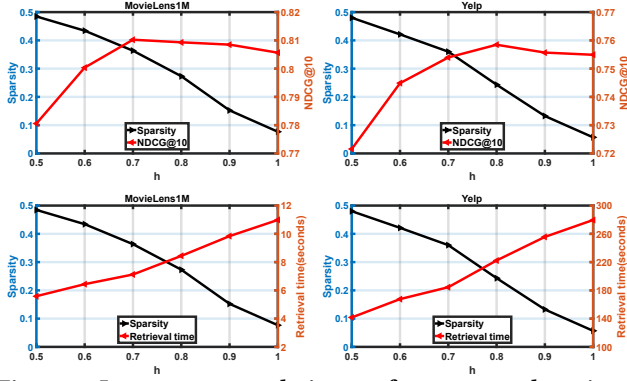 MovieLens1M
0.5 0.4 0.3 0.2 0.1 0
Sparsity
0.82 0.81 0.8 0.79 0.78 0.77
NDCG@10
Sparsity
NDCG@10
0.5 0.6 0.7 0.8 0.9 1
h
Yelp
0.5 0.4 0.3 0.2 0.1 0
Sparsity
0.77 0.76 0.75 0.74 0.73 0.72
NDCG@10
Sparsity
NDCG@10
0.5 0.6 0.7 0.8 0.9 1
h
MovieLens1M
0.5 0.4 0.3 0.2 0.1 0
Sparsity
12 10 8 6 4 2
Retrieval time(seconds)
Sparsity
Retrieval time
0.5 0.6 0.7 0.8 0.9 1
h
Yelp
0.5 0.4 0.3 0.2 0.1 0
Sparsity
300 260 220 180 140 100
Retrieval time(seconds)
Sparsity
Retrieval time
0.5 0.6 0.7 0.8 0.9 1
h